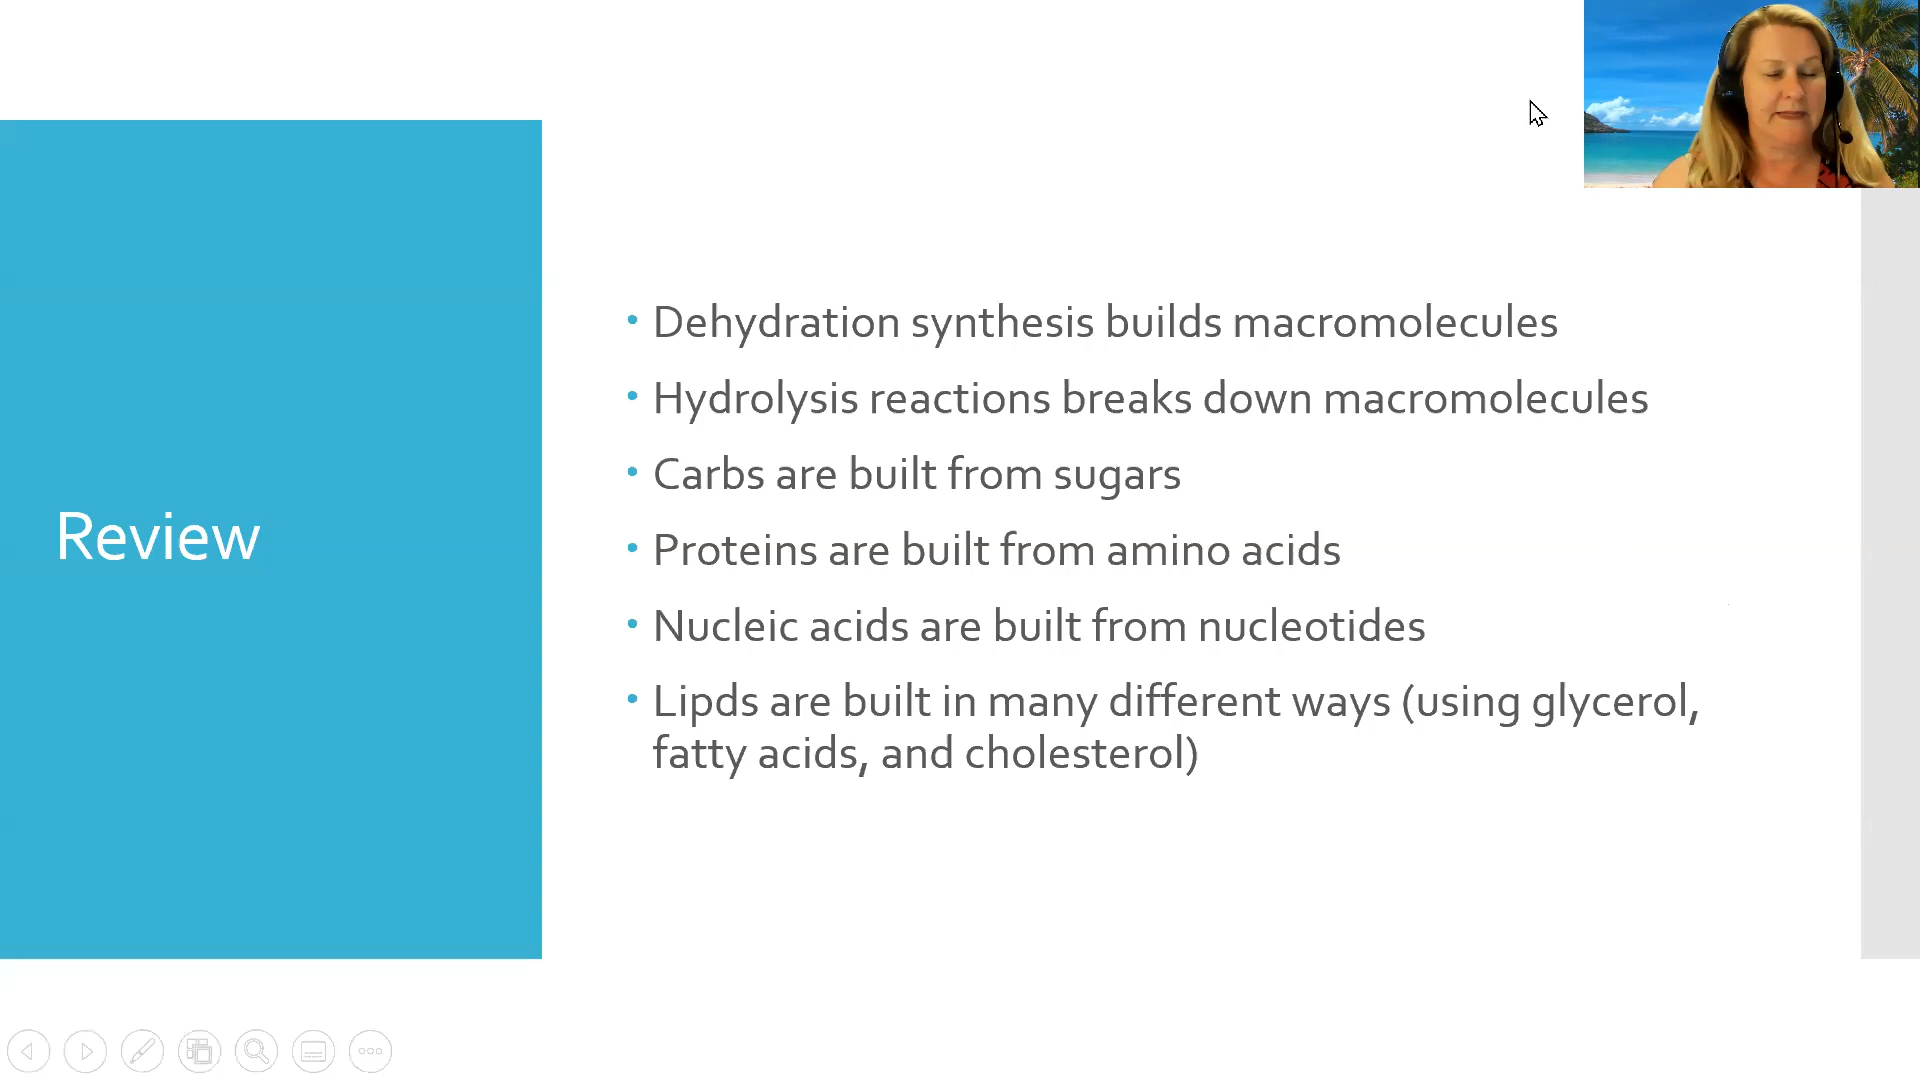 Review
• Dehydration synthesis builds macromolecules
• Hydrolysis reactions breaks down macromolecules
• Carbs are built from sugars
• Proteins are built from amino acids
• Nucleic acids are built from nucleotides
• Lipds are built in many different ways (using glycerol,
fatty acids, and cholesterol)